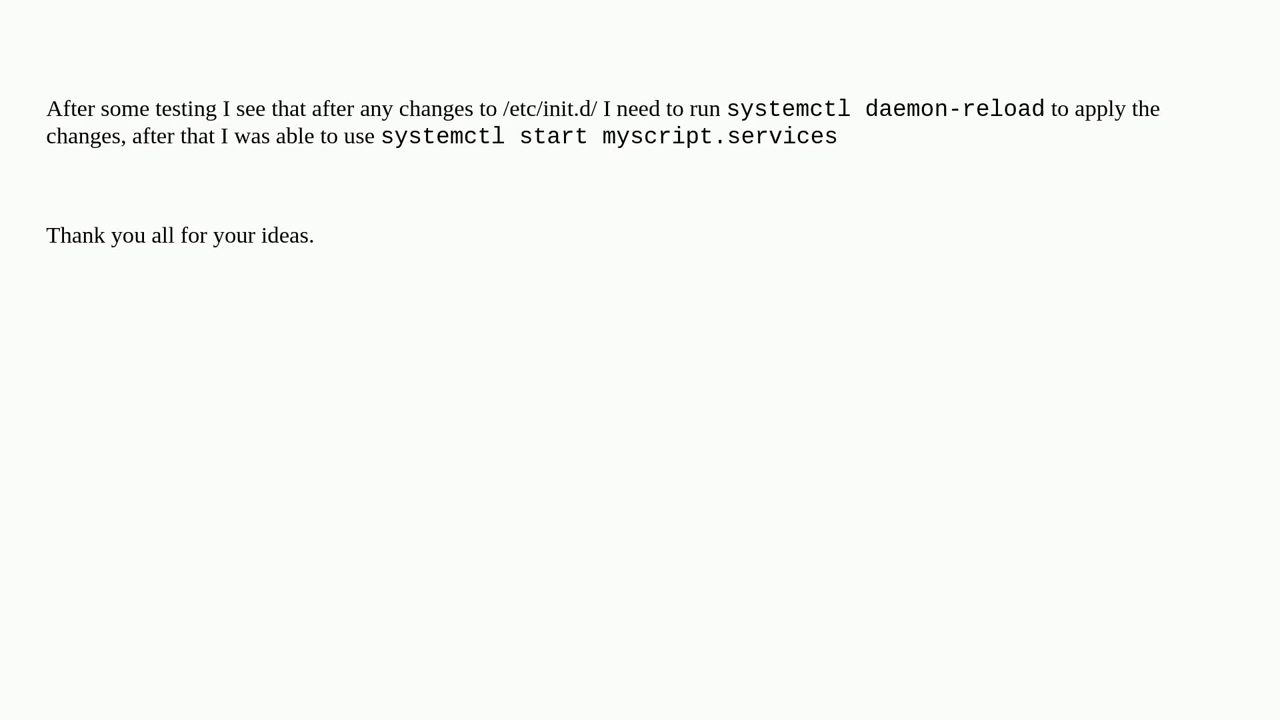 After some testing I see that after any changes to /etc/init.d/ I need to run systemctl daemon-reload to apply the
changes, after that I was able to use systemctl start myscript.services
Thank you all for your ideas.